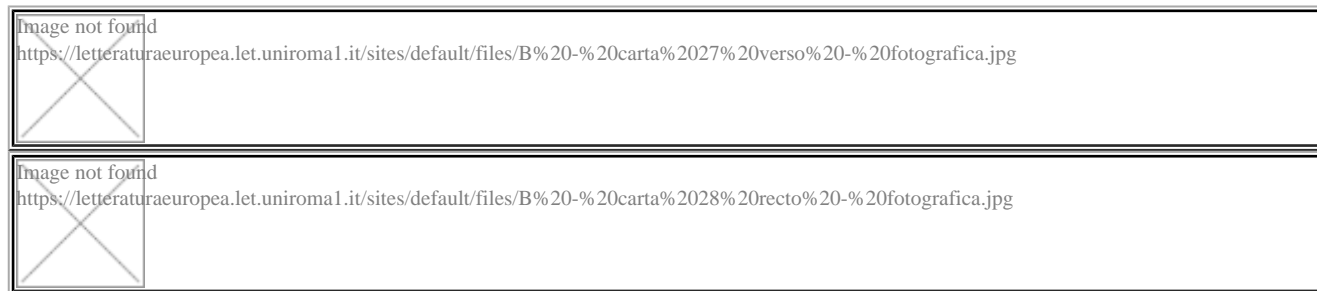 Image not found
https://letteraturaeuropea.let.uniroma1.it/sites/default/files/B%20-%20carta%2027%20verso%20-%20fotografica.jpg
Image not found
https://letteraturaeuropea.let.uniroma1.it/sites/default/files/B%20-%20carta%2028%20recto%20-%20fotografica.jpg